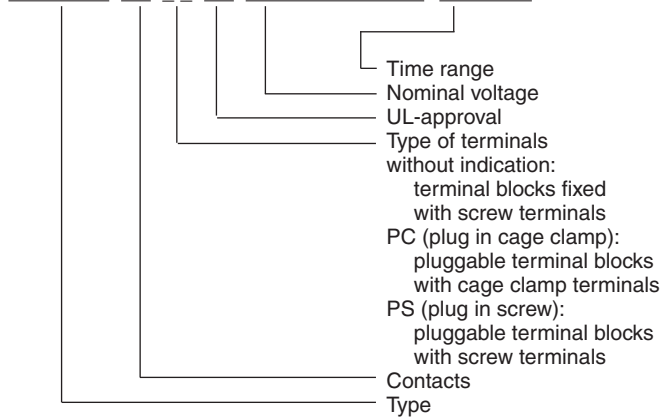 Time range
Nominal voltage
UL-approval
Type of terminals
without indication:
terminal blocks fixed
with screw terminals
PC (plug in cage clamp):
pluggable terminal blocks
with cage clamp terminals
PS (plug in screw):
pluggable terminal blocks
with screw terminals
Contacts
Type